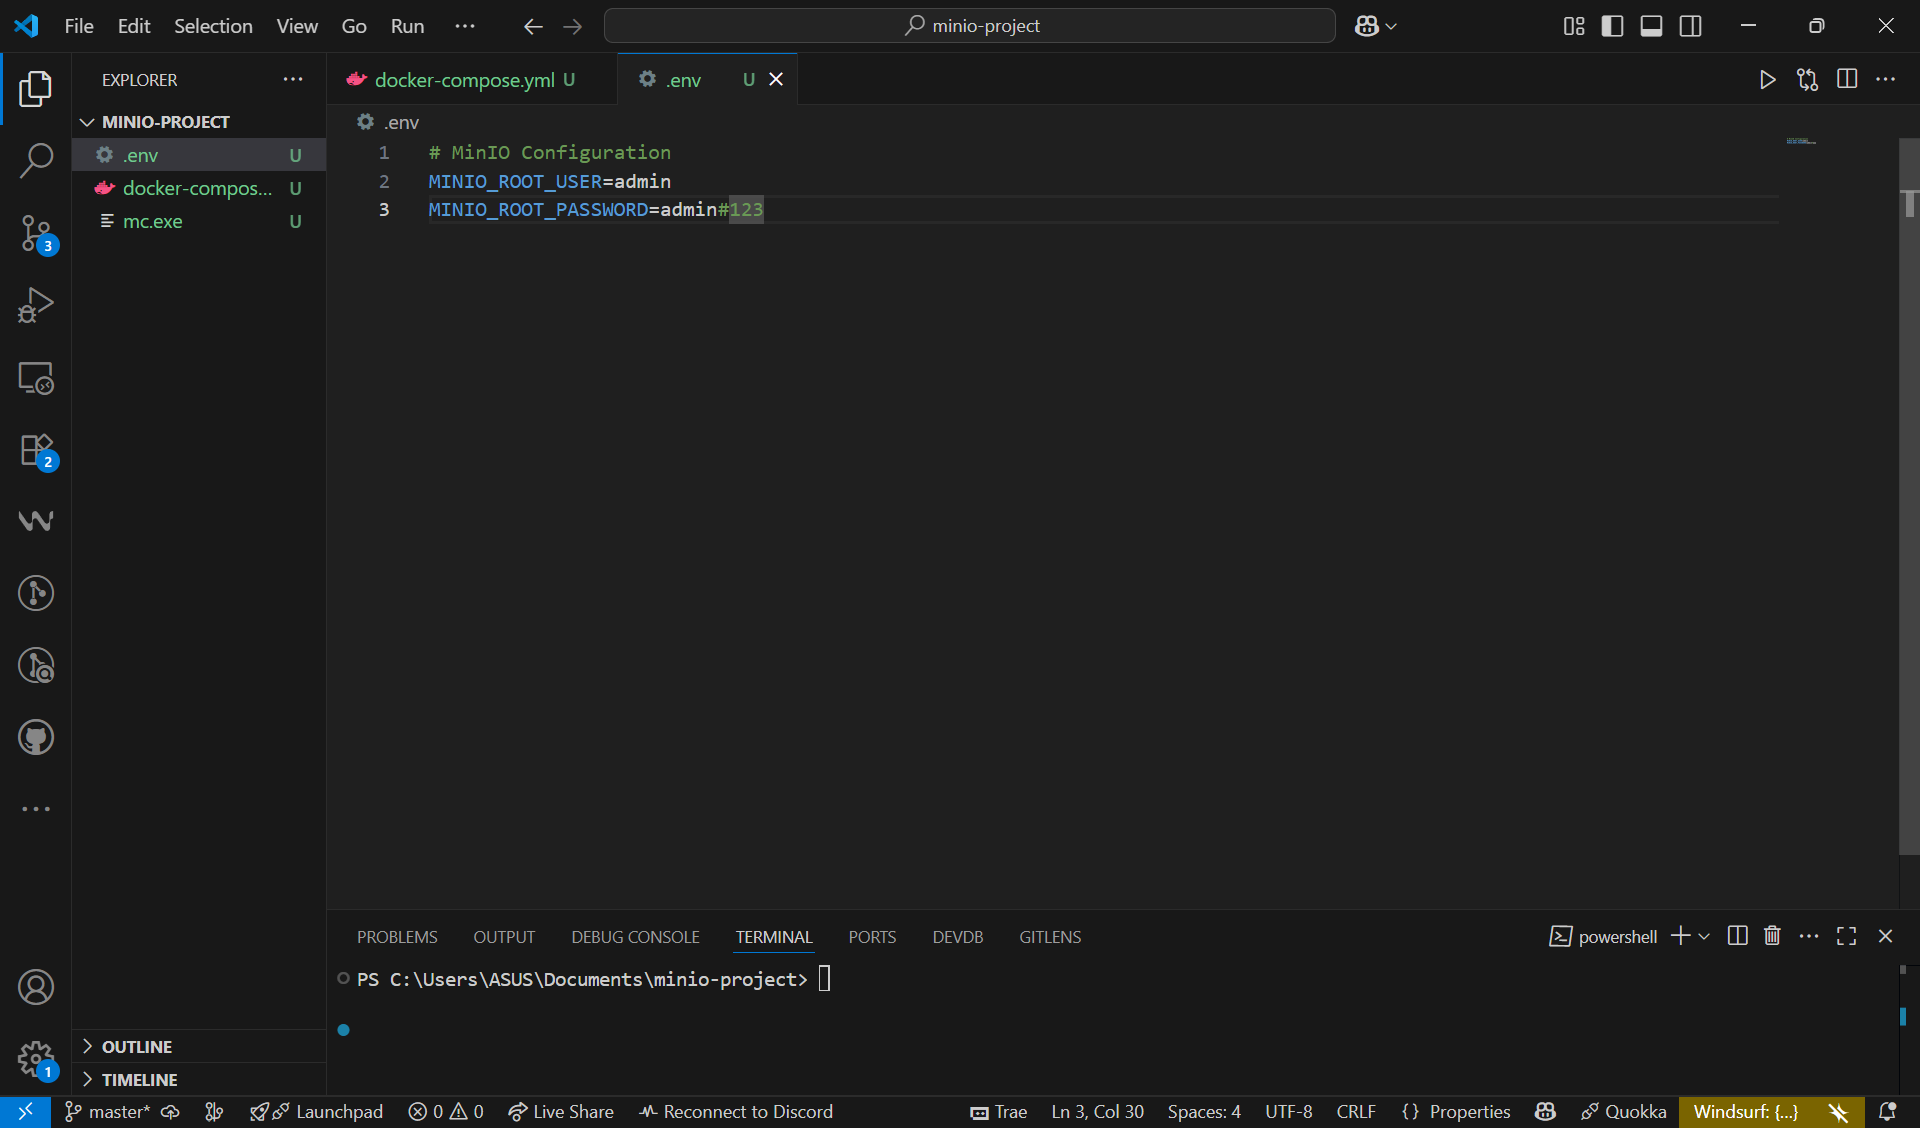 File Edit Selection View Go Run ··· minio-project
EXPLORER ···
MINIO-PROJECT
.env U
docker-compos... U
mc.exe U
3
2
1
OUTLINE
TIMELINE
docker-compose.yml U
.env U
.env
1 # MinIO Configuration
2 MINIO_ROOT_USER=admin
3 MINIO_ROOT_PASSWORD=admin#123
PROBLEMS OUTPUT DEBUG CONSOLE TERMINAL PORTS DEVDB GITLENS powershell
PS C:\Users\ASUS\Documents\minio-project>
master* Launchpad 0 0 Live Share Reconnect to Discord Trae Ln 3, Col 30 Spaces: 4 UTF-8 CRLF {} Properties Quokka Windsurf: {...}